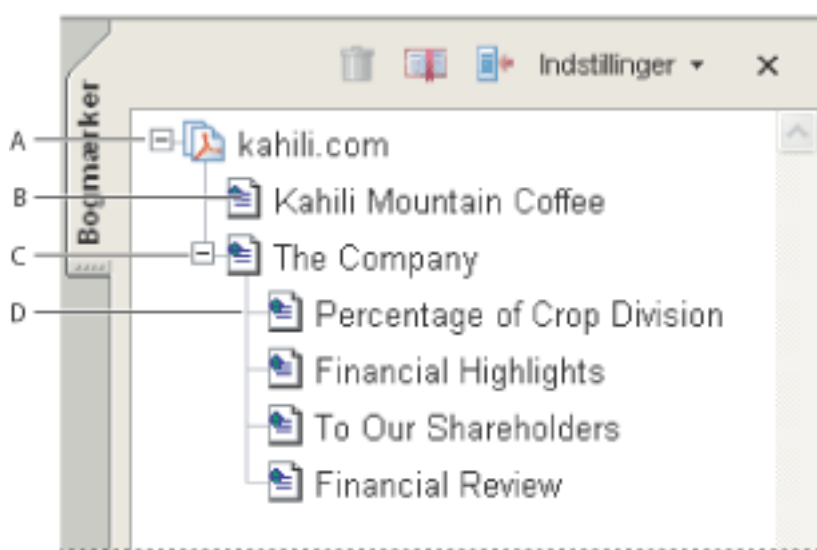 Indstillinger
Bogmærker
A
kahili.com
B
Kahili Mountain Coffee
C
The Company
D
Percentage of Crop Division
Financial Highlights
To Our Shareholders
Financial Review